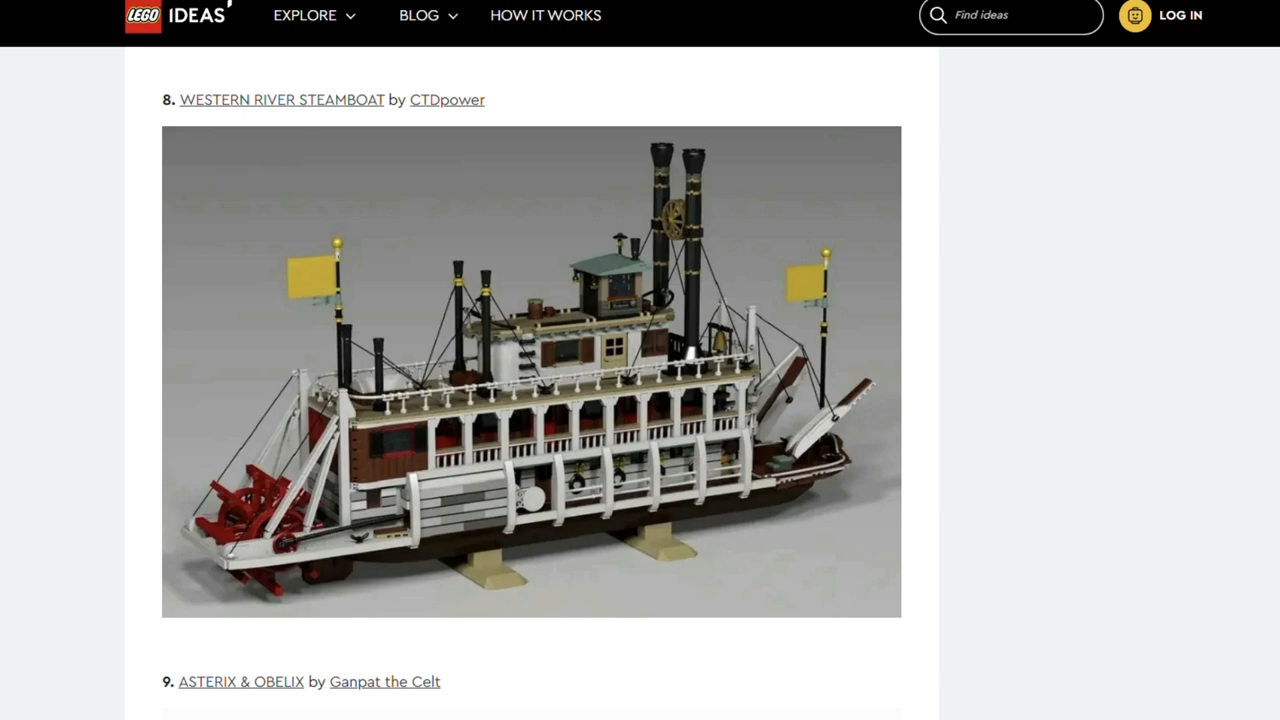 LEGO IDEAS EXPLORE BLOG HOW IT WORKS Find ideas LOG IN
8. WESTERN RIVER STEAMBOAT by CTDpower
9. ASTERIX & OBELIX by Ganpat the Celt